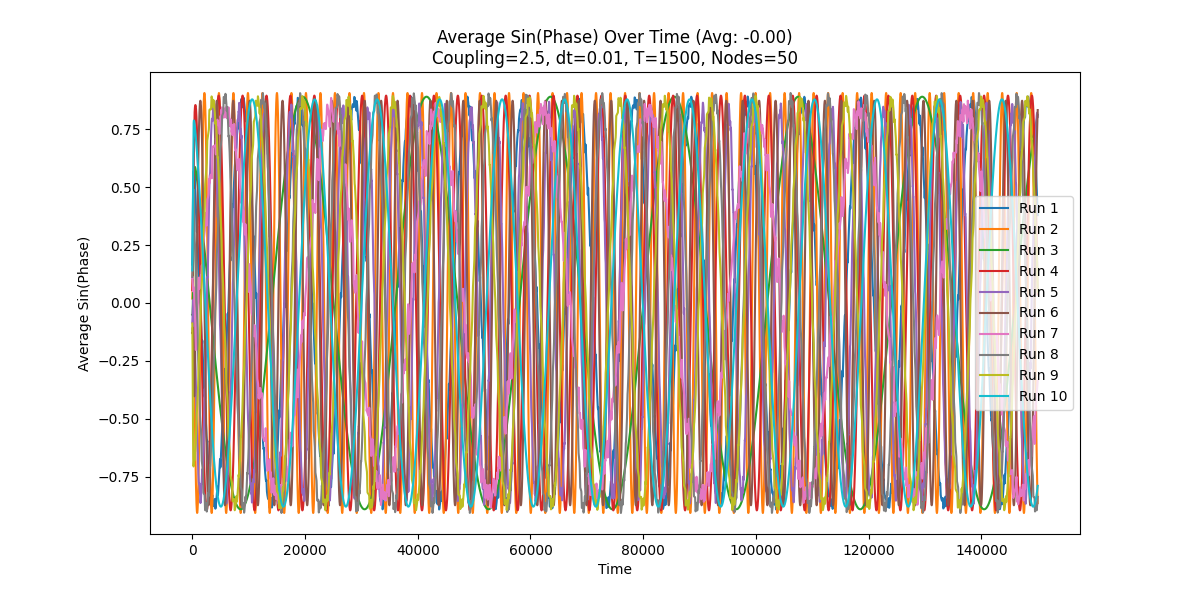 Average Sin(Phase) Over Time (Avg: -0.00)
Coupling=2.5, dt=0.01, T=1500, Nodes=50
Average Sin(Phase)
0.75
0.50
0.25
0.00
−0.25
−0.50
−0.75
Run 1
Run 2
Run 3
Run 4
Run 5
Run 6
Run 7
Run 8
Run 9
Run 10
0 20000 40000 60000 80000 100000 120000 140000
Time